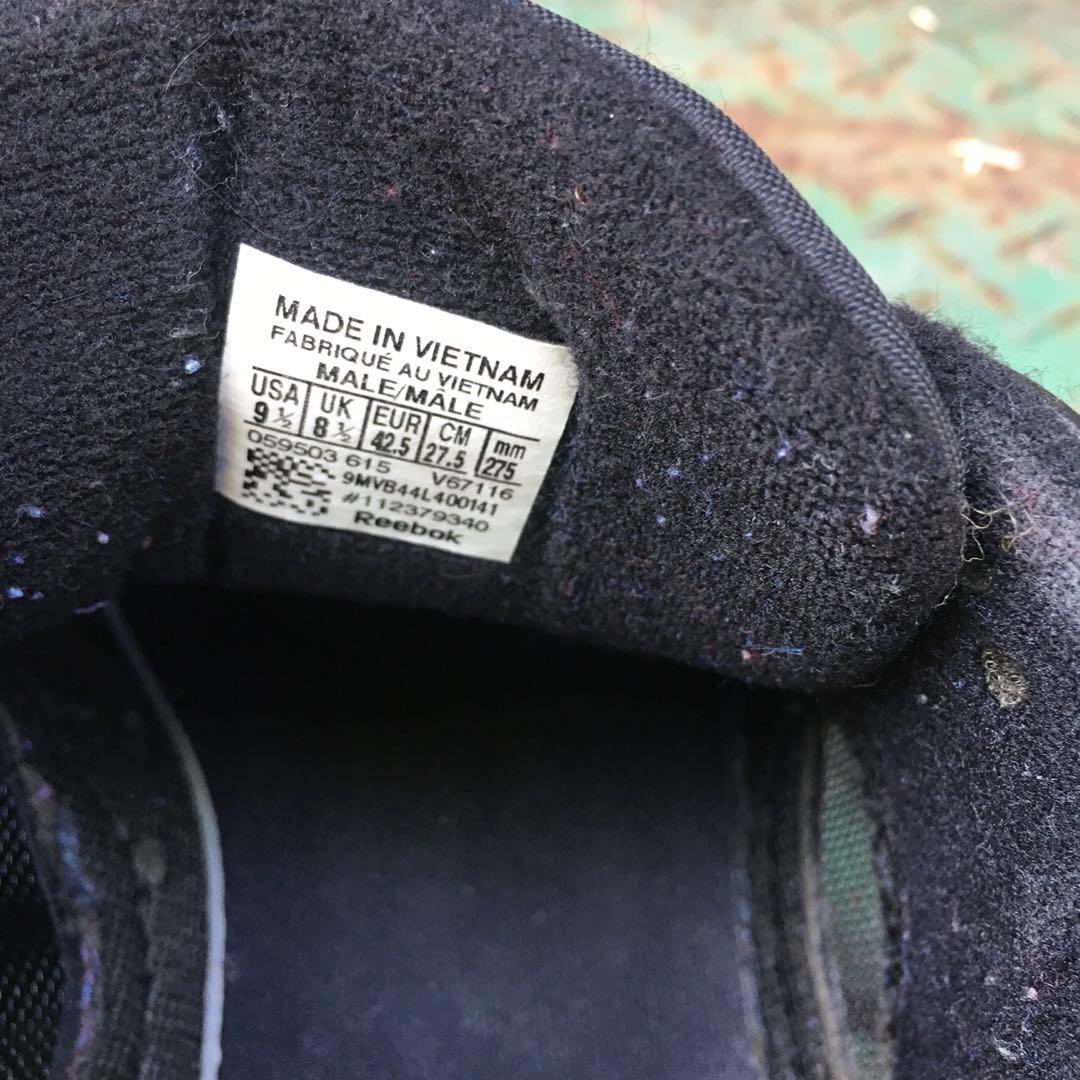 MADE IN VIETNAM
FABRIQUÉ AU VIETNAM
MALE/MÂLE
USA UK EUR CM mm
9 ½ 8 ½ 42.5 27.5 275
059503 615 V67116
9MVB44L400141
#112379340
Reebok